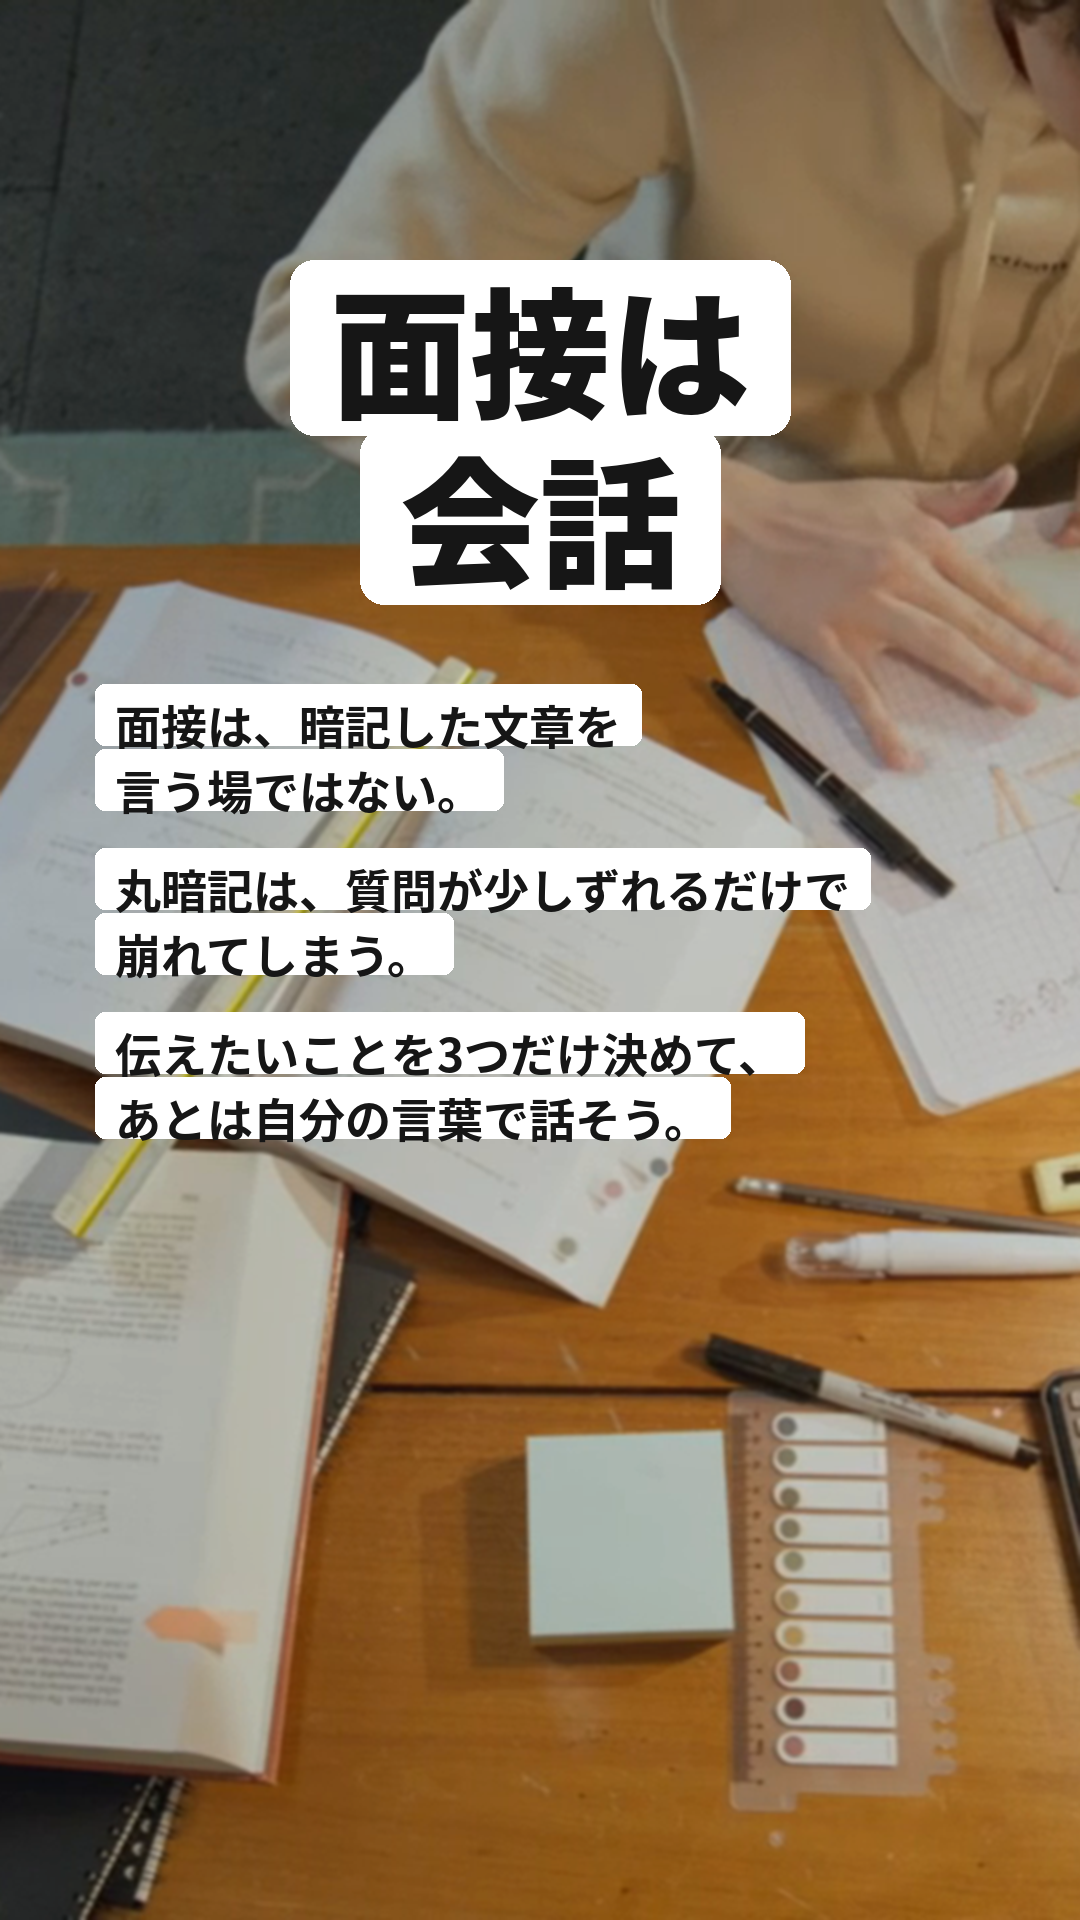 面接は
会話
面接は、暗記した文章を
言う場ではない。
丸暗記は、質問が少しずれるだけで
崩れてしまう。
伝えたいことを3つだけ決めて、
あとは自分の言葉で話そう。